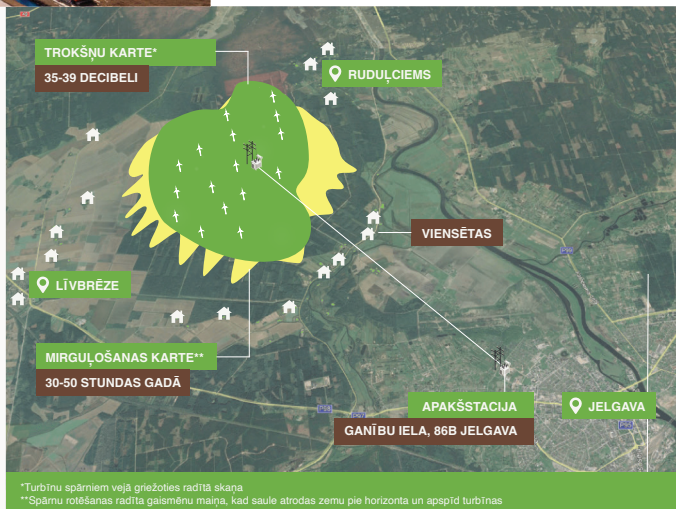 TROKŠŅU KARTE*
35-39 DECIBELI
RUDUĻCIEMS
VIENSĒTAS
LĪVBRĒZE
MIRGUĻOŠANAS KARTE**
30-50 STUNDAS GADĀ
APAKŠSTACIJA
JELGAVA
GANĪBU IELA, 86B JELGAVA
*Turbīnu spārniem vejā griežoties radītā skaņa
**Spārnu rotēšanas radīta gaismēnu maiņa, kad saule atrodas zemu pie horizonta un apspīd turbīnas